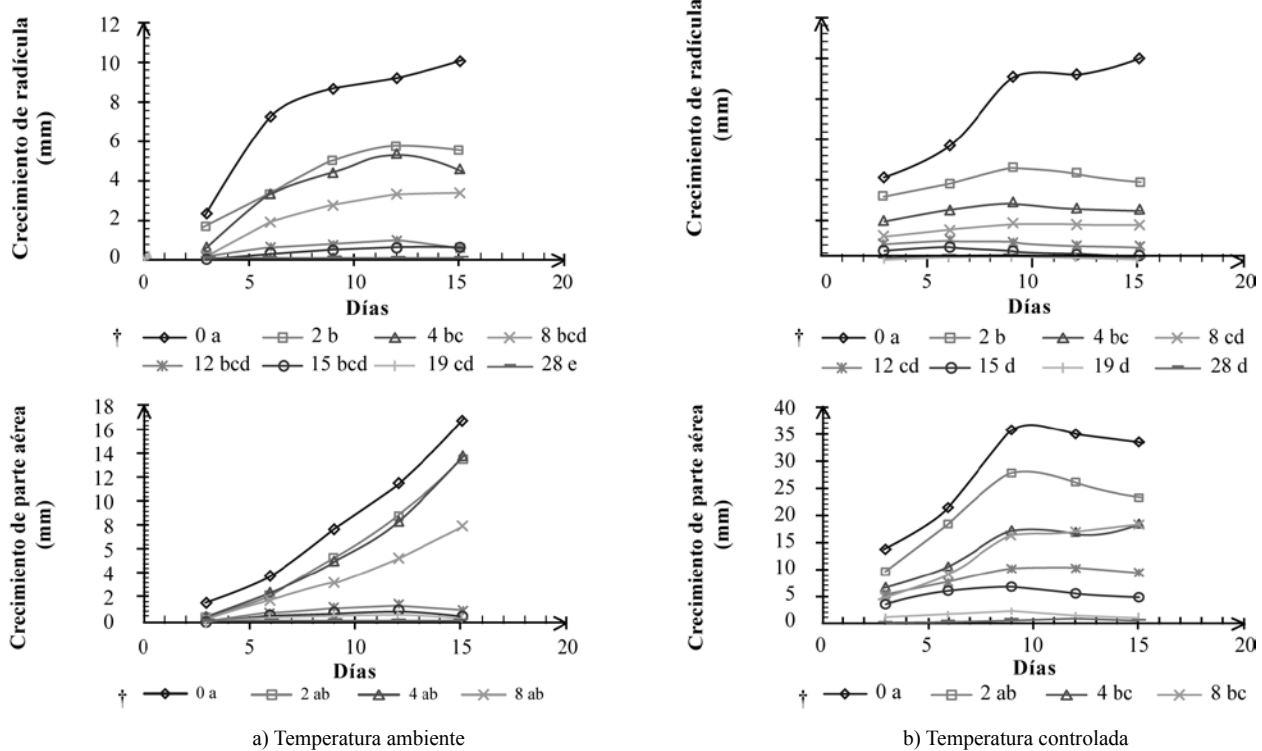 Crecimiento de radícula
(mm)
12
10
8
6
4
2
0
0
5
10
15
20
Días
† 0 a 2 b 4 bc 8 bcd
12 bcd 15 bcd 19 cd 28 e
Crecimiento de radícula
(mm)
0
5
10
15
20
Días
† 0 a 2 b 4 bc 8 cd
12 cd 15 d 19 d 28 d
Crecimiento de parte aérea
(mm)
18
16
14
12
10
8
5
4
2
0
0
5
10
15
20
Días
† 0 a 2 ab 4 ab 8 ab
a) Temperatura ambiente
Crecimiento de parte aérea
(mm)
40
35
30
25
20
15
10
5
0
0
5
10
15
20
Días
† 0 a 2 ab 4 bc 8 bc
b) Temperatura controlada